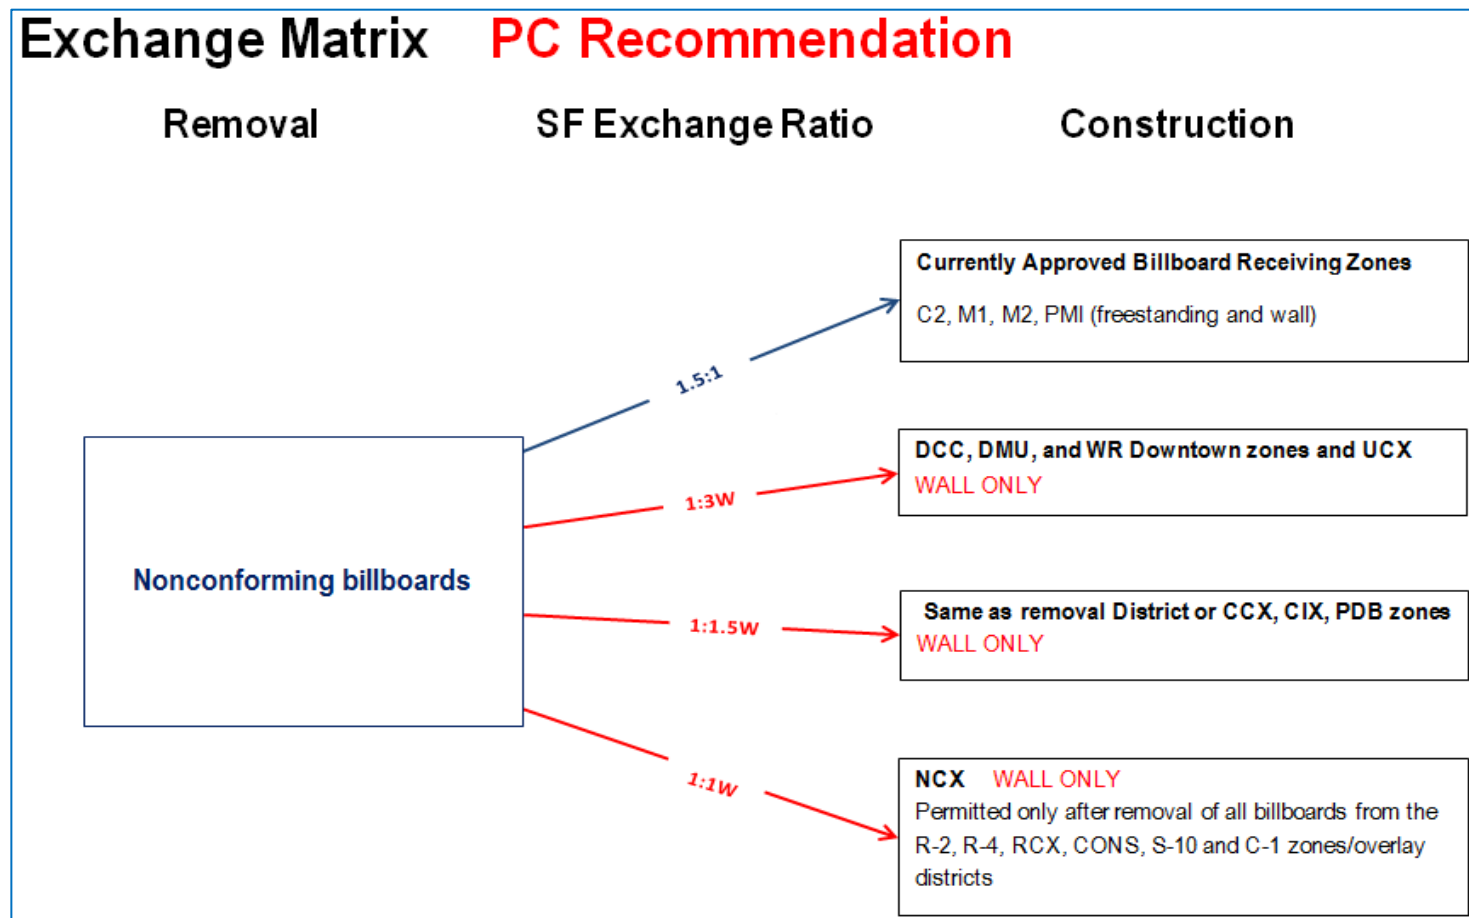 Exchange Matrix PC Recommendation
Removal SF Exchange Ratio Construction
Currently Approved Billboard Receiving Zones
C2, M1, M2, PMI (freestanding and wall)
1.5:1
DCC, DMU, and WR Downtown zones and UCX
WALL ONLY
1:3W
Nonconforming billboards
Same as removal District or CCX, CIX, PDB zones
WALL ONLY
1:1.5W
NCX WALL ONLY
Permitted only after removal of all billboards from the
R-2, R-4, RCX, CONS, S-10 and C-1 zones/overlay
districts
1:1W